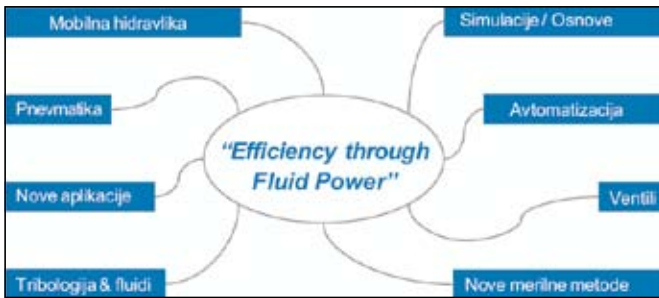 Mobilna hidravlika
Simulacije / Osnove
Pnevmatika
Avtomatizacija
"Efficiency through
Fluid Power"
Nove aplikacije
Ventili
Tribologija & fluidi
Nove merilne metode